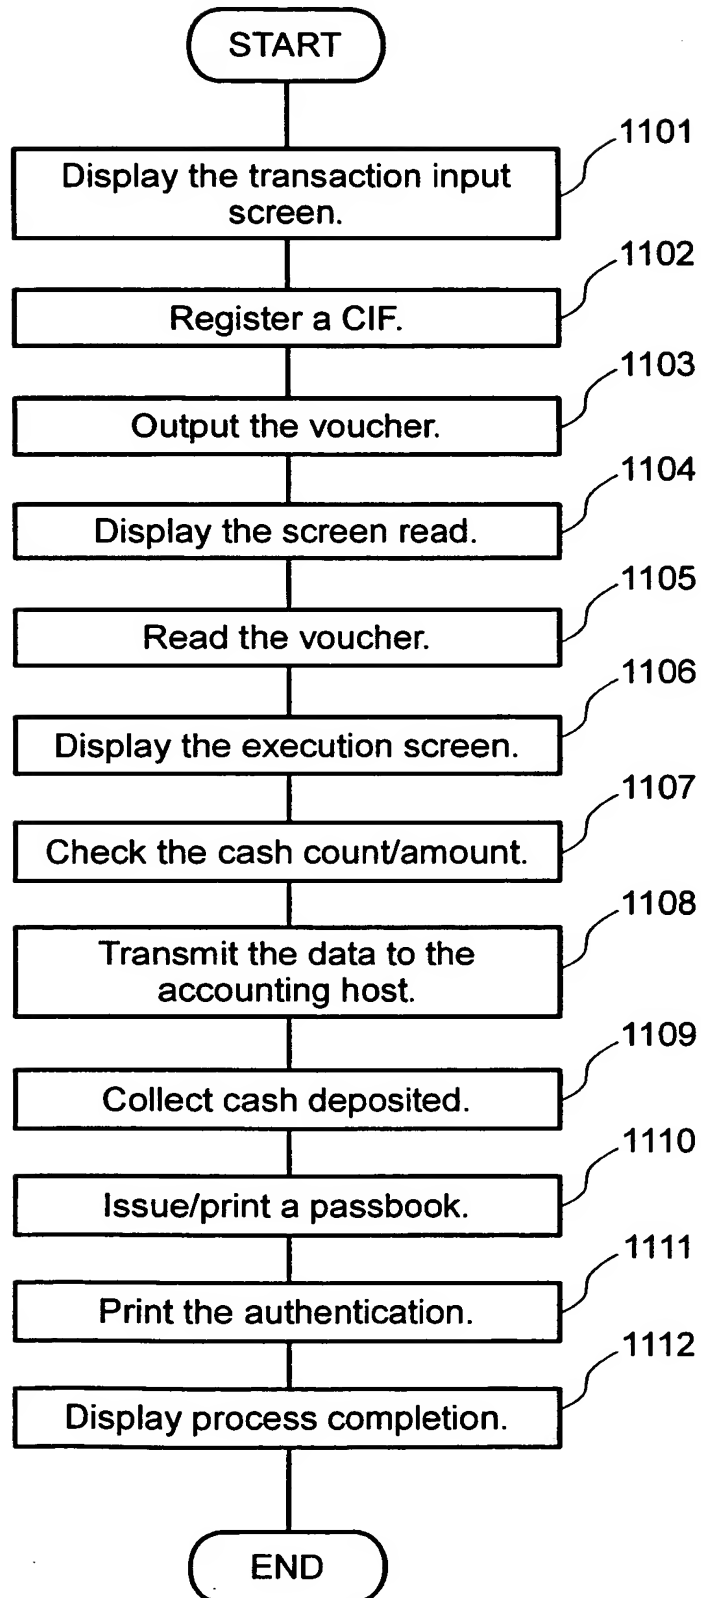 START
1101
Display the transaction input
screen.
1102
Register a CIF.
1103
Output the voucher.
1104
Display the screen read.
1105
Read the voucher.
1106
Display the execution screen.
1107
Check the cash count/amount.
1108
Transmit the data to the
accounting host.
1109
Collect cash deposited.
1110
Issue/print a passbook.
1111
Print the authentication.
1112
Display process completion.
END